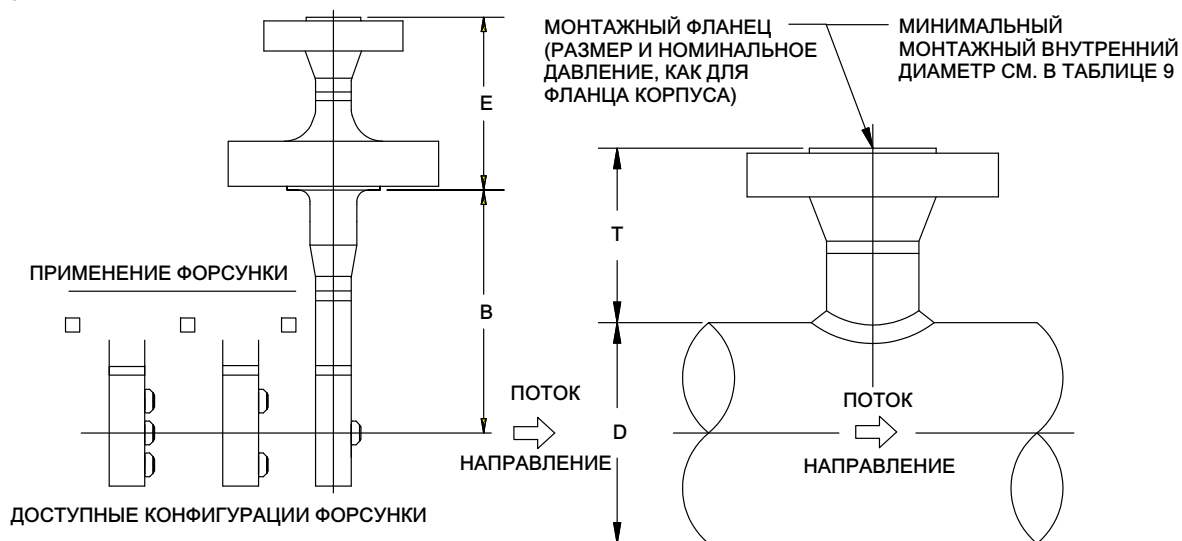 МОНТАЖНЫЙ ФЛАНЕЦ
(РАЗМЕР И НОМИНАЛЬНОЕ
ДАВЛЕНИЕ, КАК ДЛЯ
ФЛАНЦА КОРПУСА)
МИНИМАЛЬНЫЙ
МОНТАЖНЫЙ ВНУТРЕННИЙ
ДИАМЕТР СМ. В ТАБЛИЦЕ 9
E
T
ПРИМЕНЕНИЕ ФОРСУНКИ
B
ПОТОК
НАПРАВЛЕНИЕ
D
ПОТОК
НАПРАВЛЕНИЕ
ДОСТУПНЫЕ КОНФИГУРАЦИИ ФОРСУНКИ